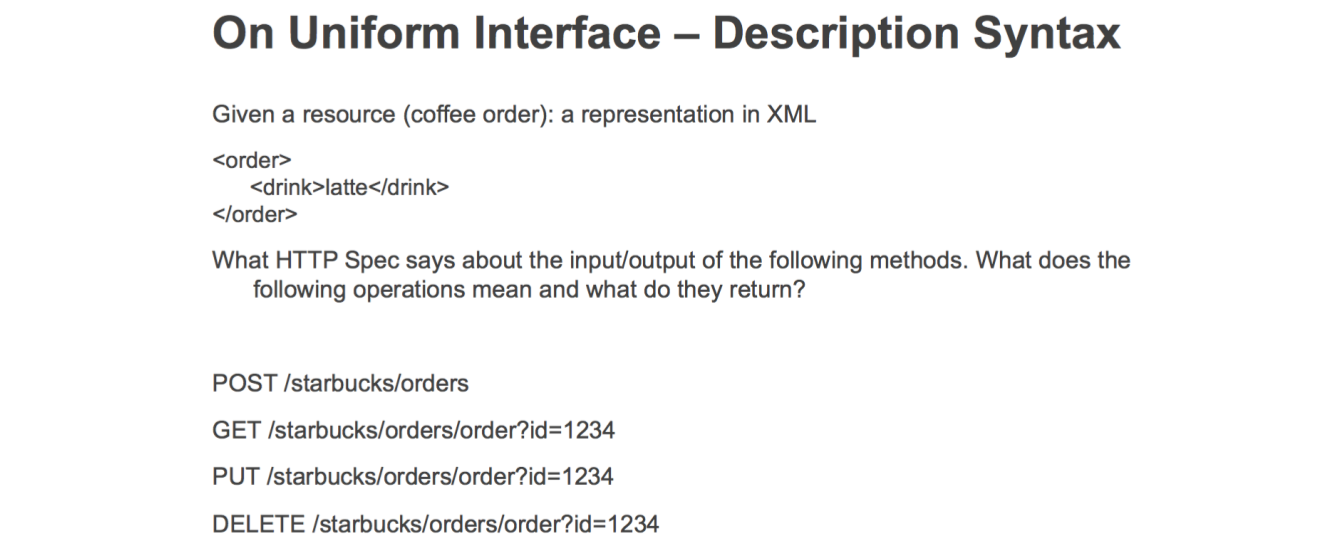 On Uniform Interface – Description Syntax
Given a resource (coffee order): a representation in XML
<order>
<drink>latte</drink>
</order>
What HTTP Spec says about the input/output of the following methods. What does the
following operations mean and what do they return?
POST /starbucks/orders
GET /starbucks/orders/order?id=1234
PUT /starbucks/orders/order?id=1234
DELETE /starbucks/orders/order?id=1234